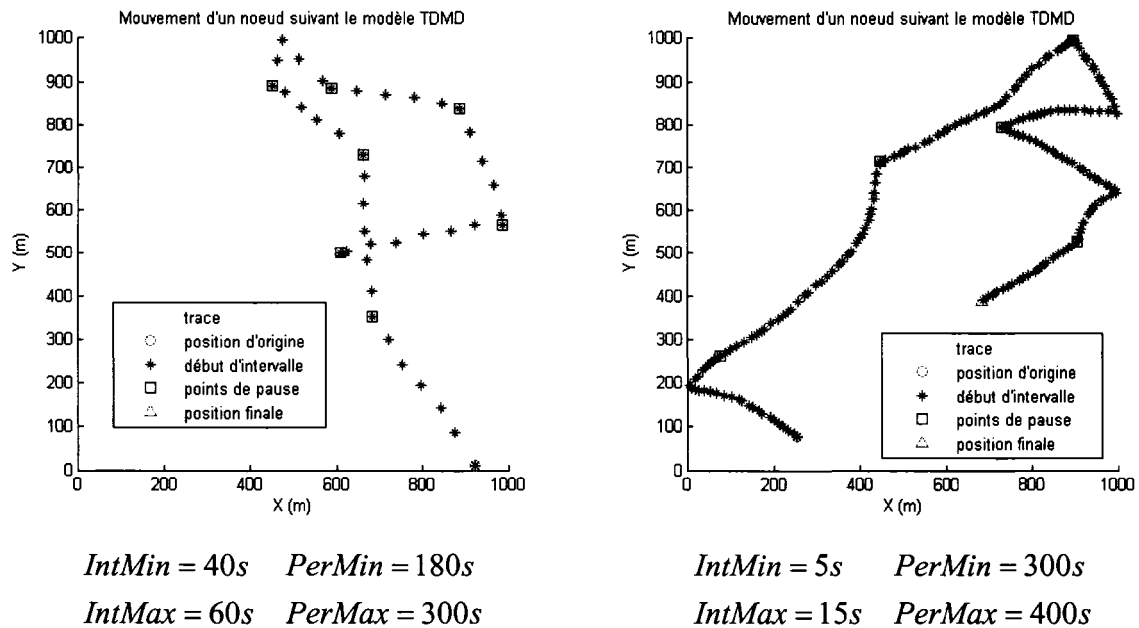 Mouvement d'un noeud suivant le modèle TDMD
1000
900
800
700
600
500
400
300
200
100
0
Y (m)
0
200
400
600
800
1000
X (m)
trace
position d'origine
début d'intervalle
points de pause
position finale
IntMin = 40s PerMin = 180s
IntMax = 60s PerMax = 300s
Mouvement d'un noeud suivant le modèle TDMD
1000
900
800
700
600
500
400
300
200
100
0
Y (m)
0
200
400
600
800
1000
X (m)
trace
position d'origine
début d'intervalle
points de pause
position finale
IntMin = 5s PerMin = 300s
IntMax = 15s PerMax = 400s